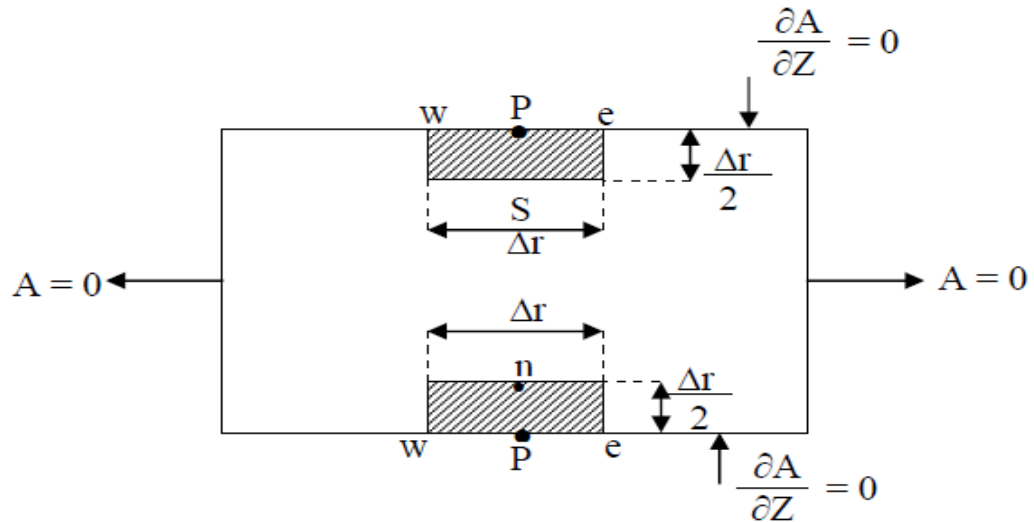 ∂A/∂Z = 0
w P e
Δr/2
S
Δr
A = 0
A = 0
Δr
n
Δr/2
w P e
∂A/∂Z = 0